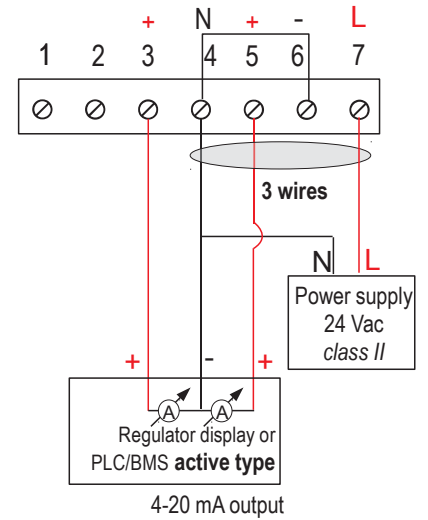 + N + - L
1 2 3 4 5 6 7
3 wires
N L
Power supply
24 Vac
class II
+ - +
A A
Regulator display or
PLC/BMS active type
4-20 mA output